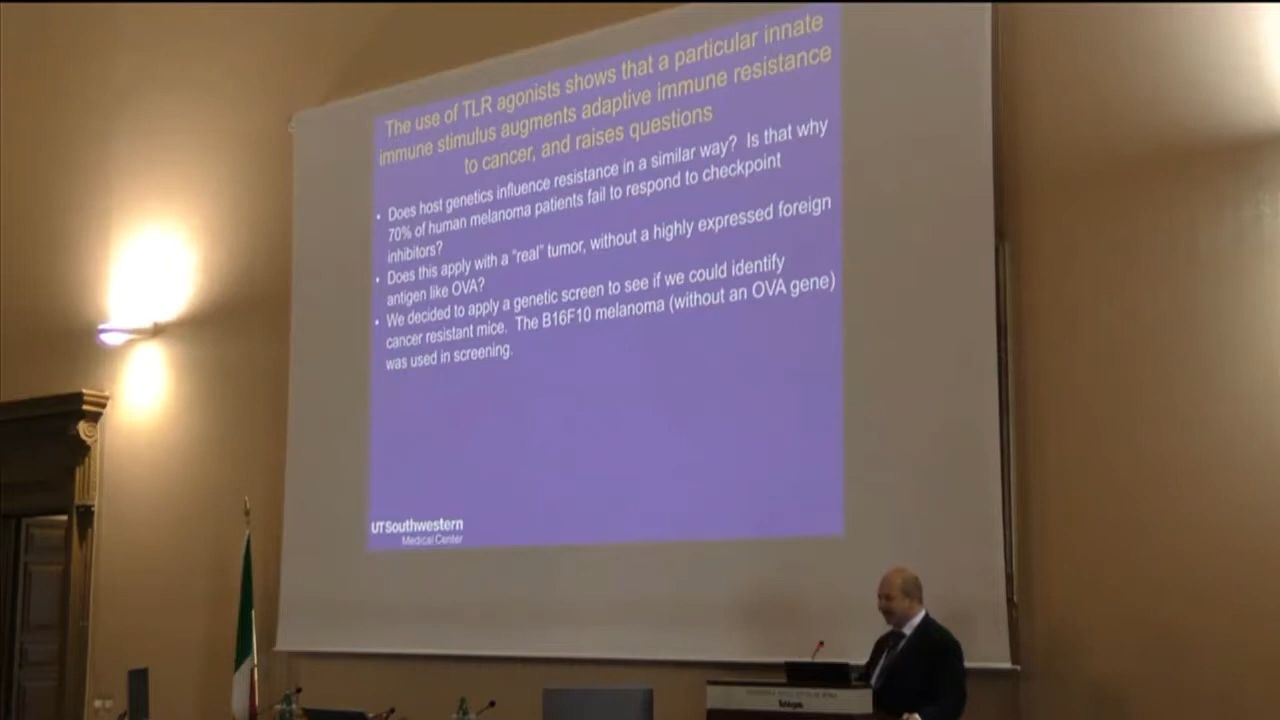 The use of TLR agonists shows that a particular innate
immune stimulus augments adaptive immune resistance
to cancer, and raises questions
• Does host genetics influence resistance in a similar way? Is that why
70% of human melanoma patients fail to respond to checkpoint
inhibitors?
• Does this apply with a “real” tumor, without a highly expressed foreign
antigen like OVA?
• We decided to apply a genetic screen to see if we could identify
cancer resistant mice. The B16F10 melanoma (without an OVA gene)
was used in screening.
UTSouthwestern
Medical Center